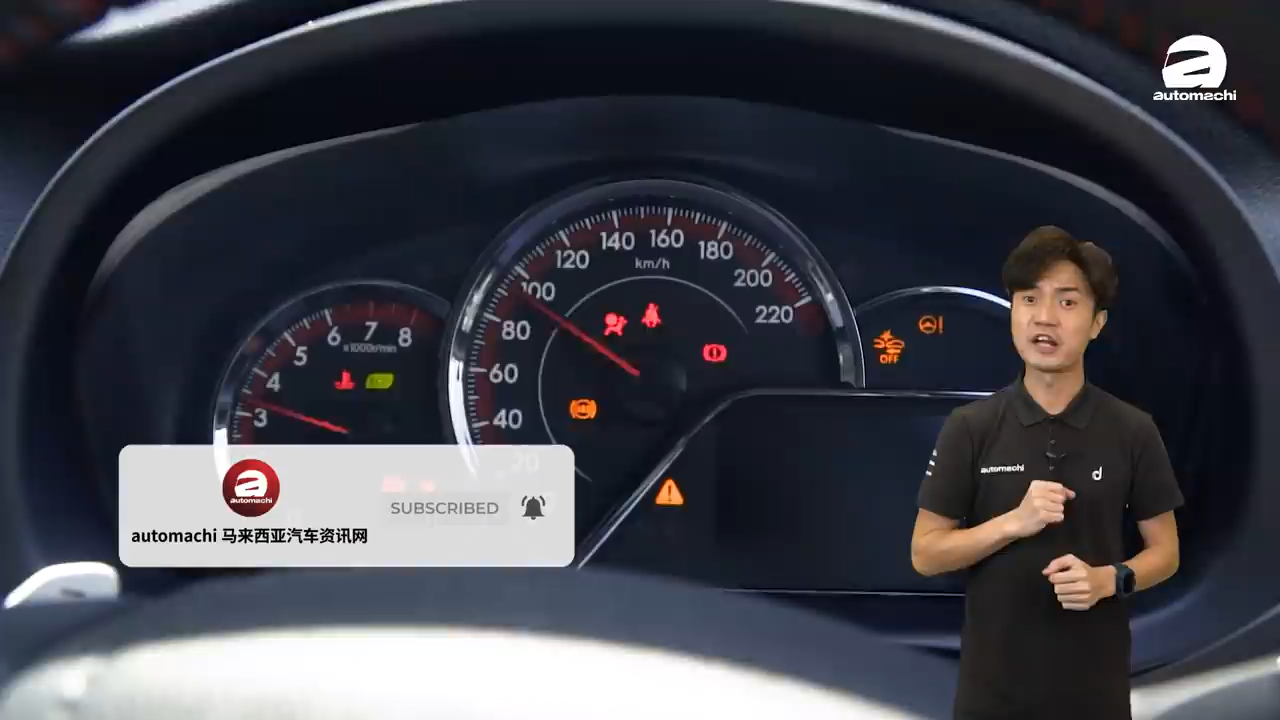 automachi
140
160
120
180
km/h
100
200
220
80
6
7
8
x1000r/min
5
60
4
3
40
20
OFF
automachi
d
automachi
SUBSCRIBED
automachi 马来西亚汽车资讯网